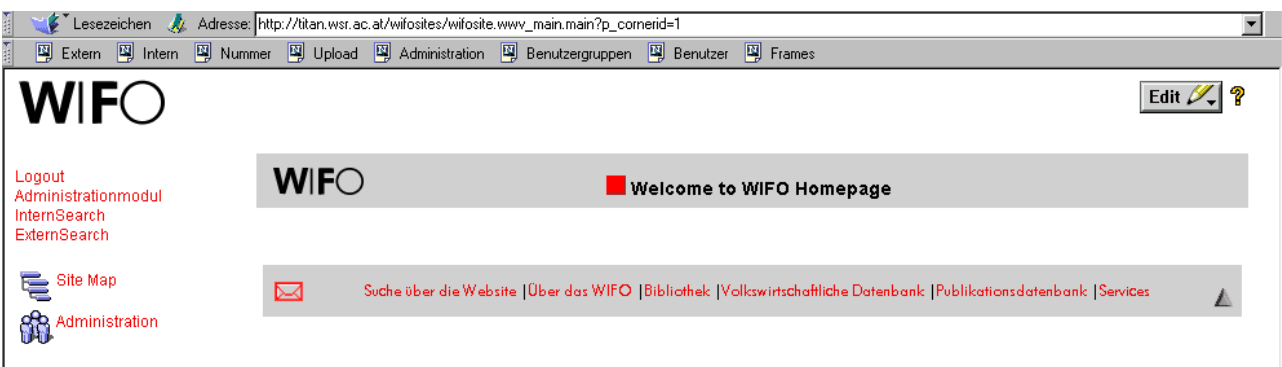 Lesezeichen Adresse: http://titan.wsr.ac.at/wifosites/wifosite.wwv_main.main?p_cornerid=1
Extern Intern Nummer Upload Administration Benutzergruppen Benutzer Frames
WIFO
Edit ?
Logout
Administrationmodul
InternSearch
ExternSearch
Site Map
Administration
WIFO Welcome to WIFO Homepage
Suche über die Website |Über das WIFO |Bibliothek |Volkswirtschaftliche Datenbank |Publikationsdatenbank |Services